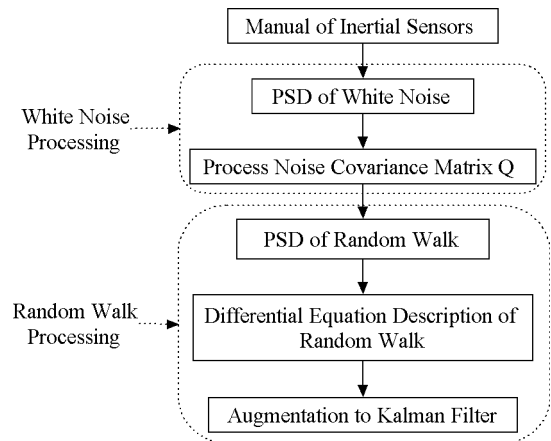 Manual of Inertial Sensors
PSD of White Noise
White Noise
Processing
Process Noise Covariance Matrix Q
PSD of Random Walk
Random Walk
Processing
Differential Equation Description of
Random Walk
Augmentation to Kalman Filter